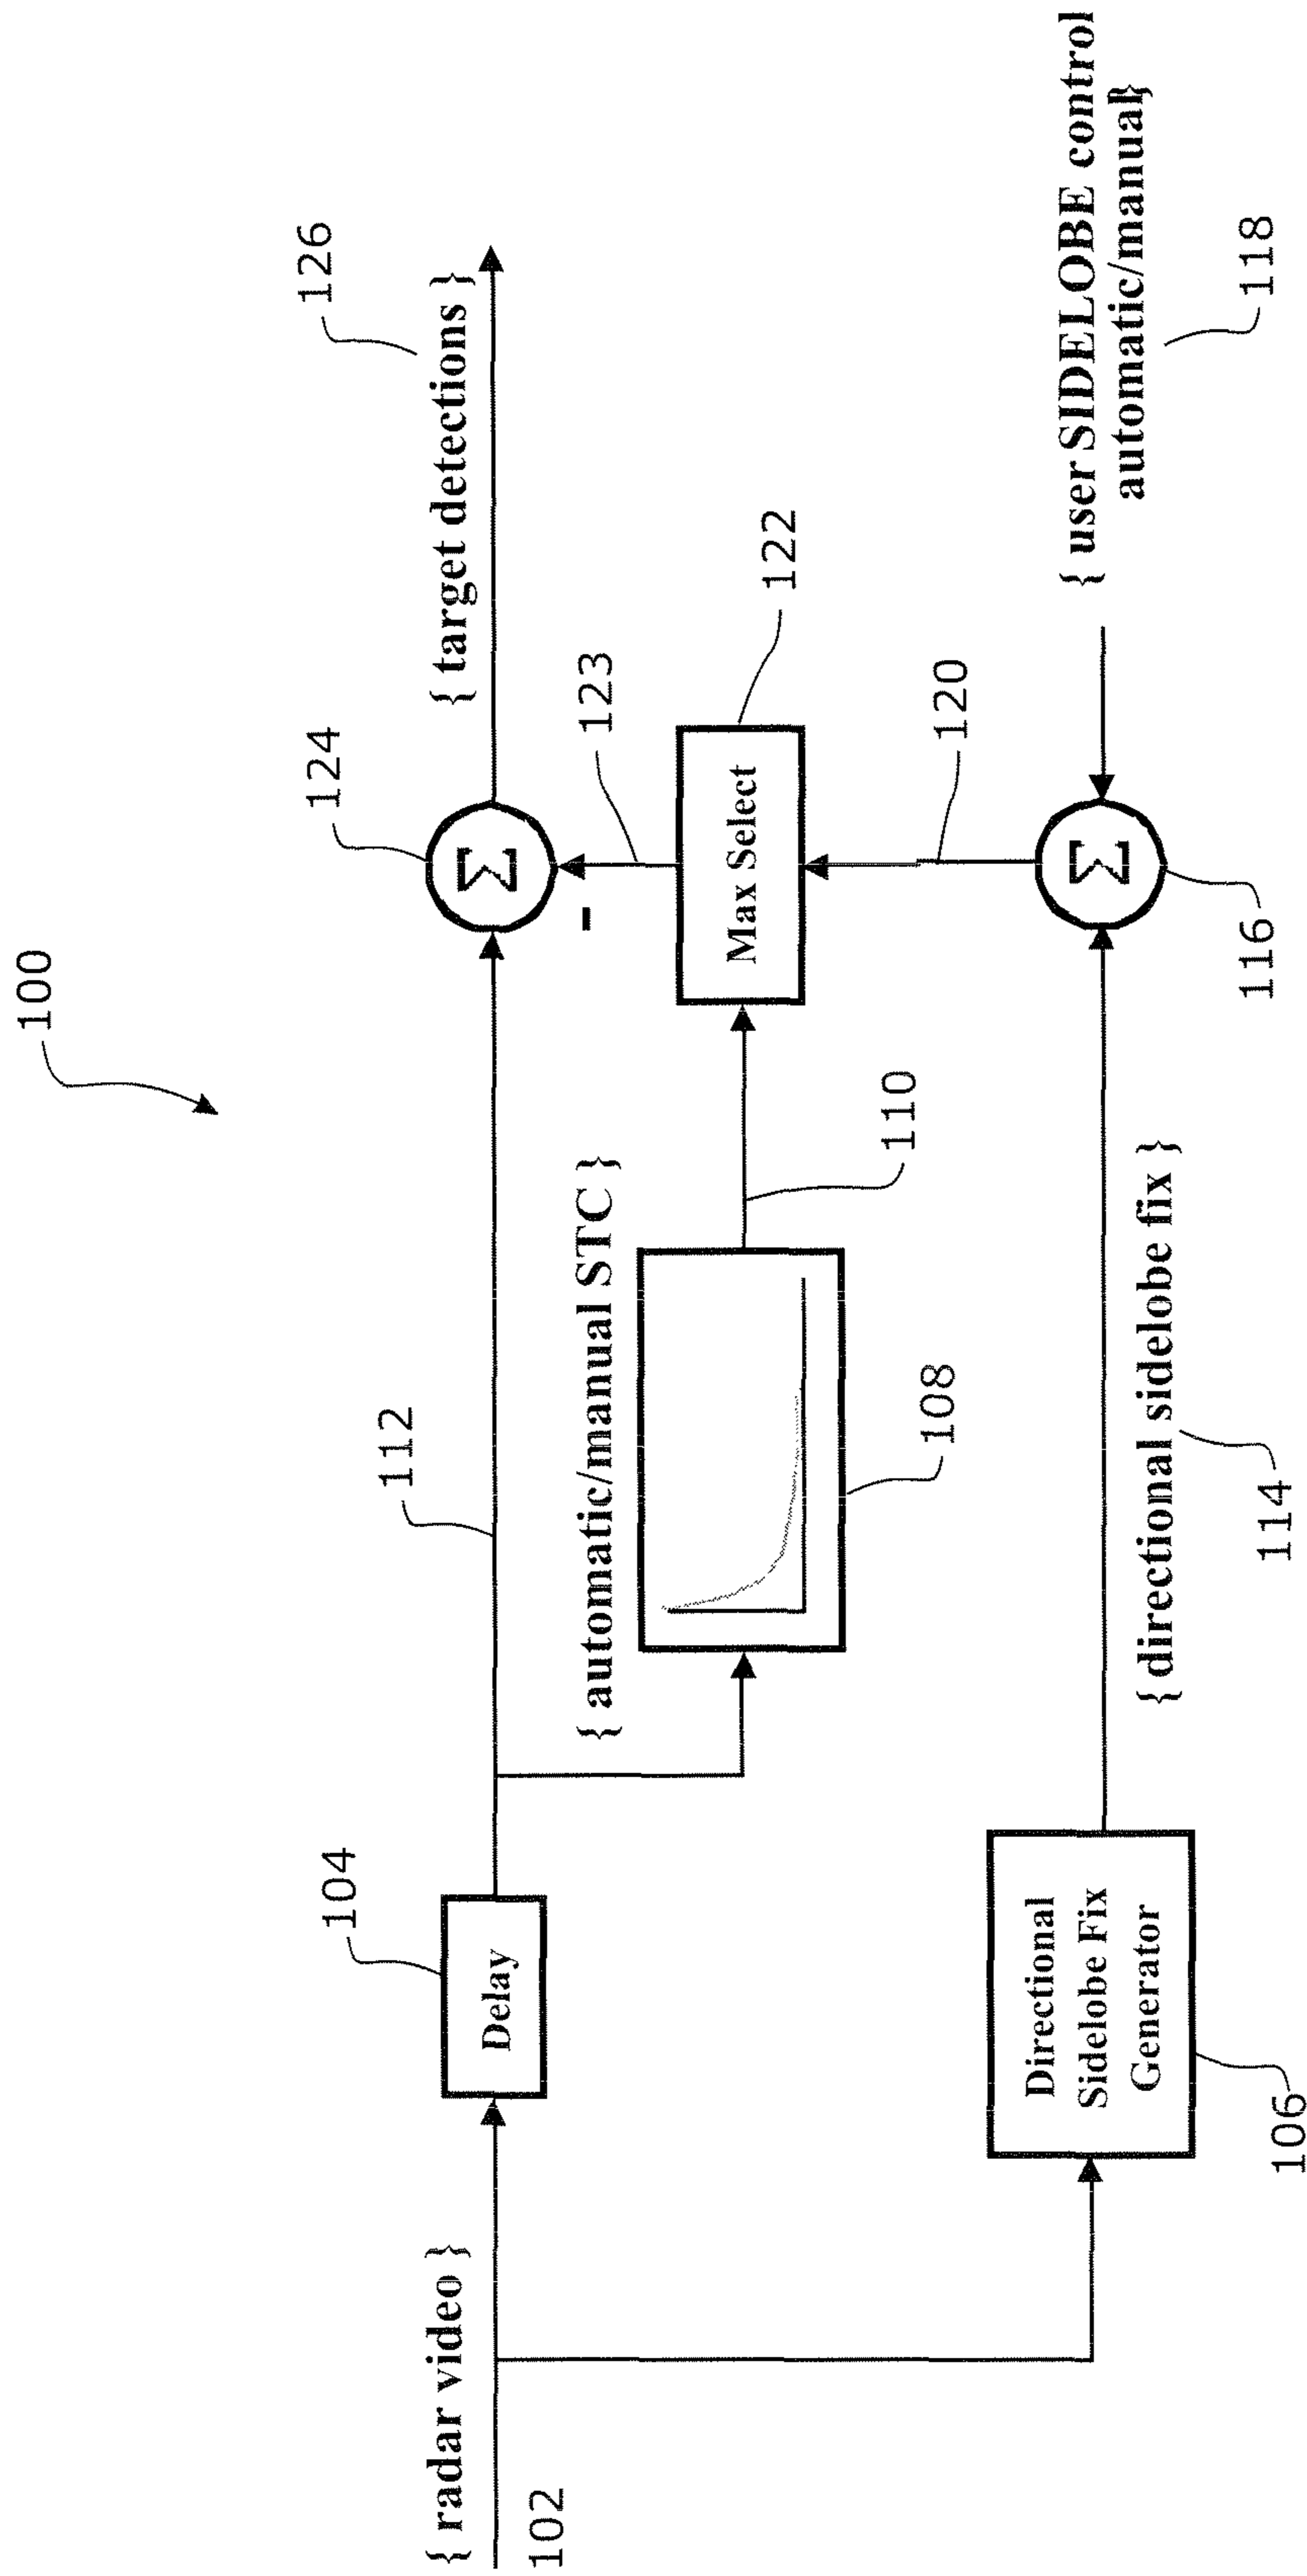 100
126
{ target detections }
124
123
112
{ automatic/manual STC }
Σ
-
122
Max Select
110
108
104
Delay
{ radar video }
102
120
{ user SIDELOBE control
automatic/manual}
118
Σ
116
{ directional sidelobe fix }
114
Directional
Sidelobe Fix
Generator
106